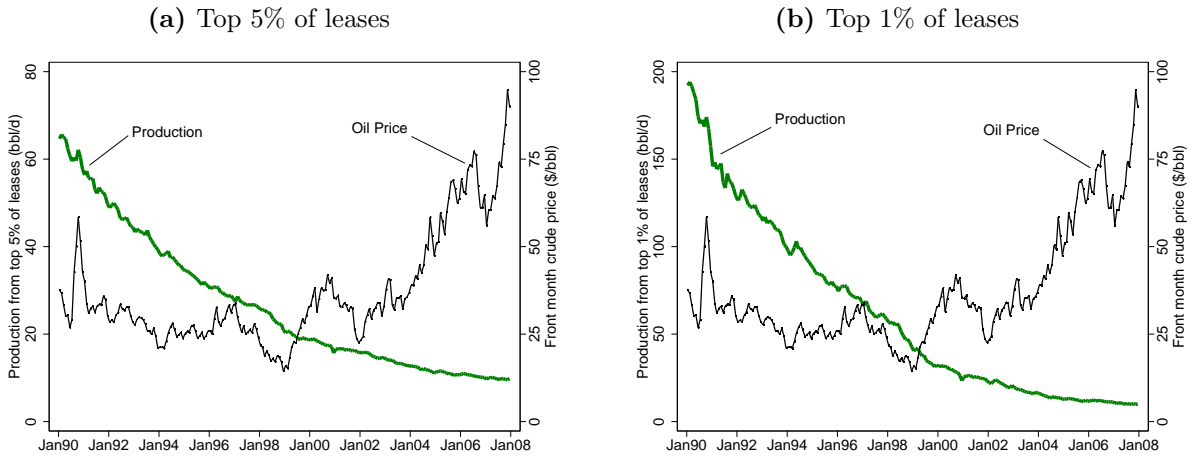 (a) Top 5% of leases
Production from top 5% of leases (bbl/d)
0
20
40
60
80
Production
Oil Price
Front month crude price ($/bbl)
0
25
50
75
100
Jan90 Jan92 Jan94 Jan96 Jan98 Jan00 Jan02 Jan04 Jan06 Jan08
(b) Top 1% of leases
Production from top 1% of leases (bbl/d)
0
50
100
150
200
Production
Oil Price
Front month crude price ($/bbl)
0
25
50
75
100
Jan90 Jan92 Jan94 Jan96 Jan98 Jan00 Jan02 Jan04 Jan06 Jan08